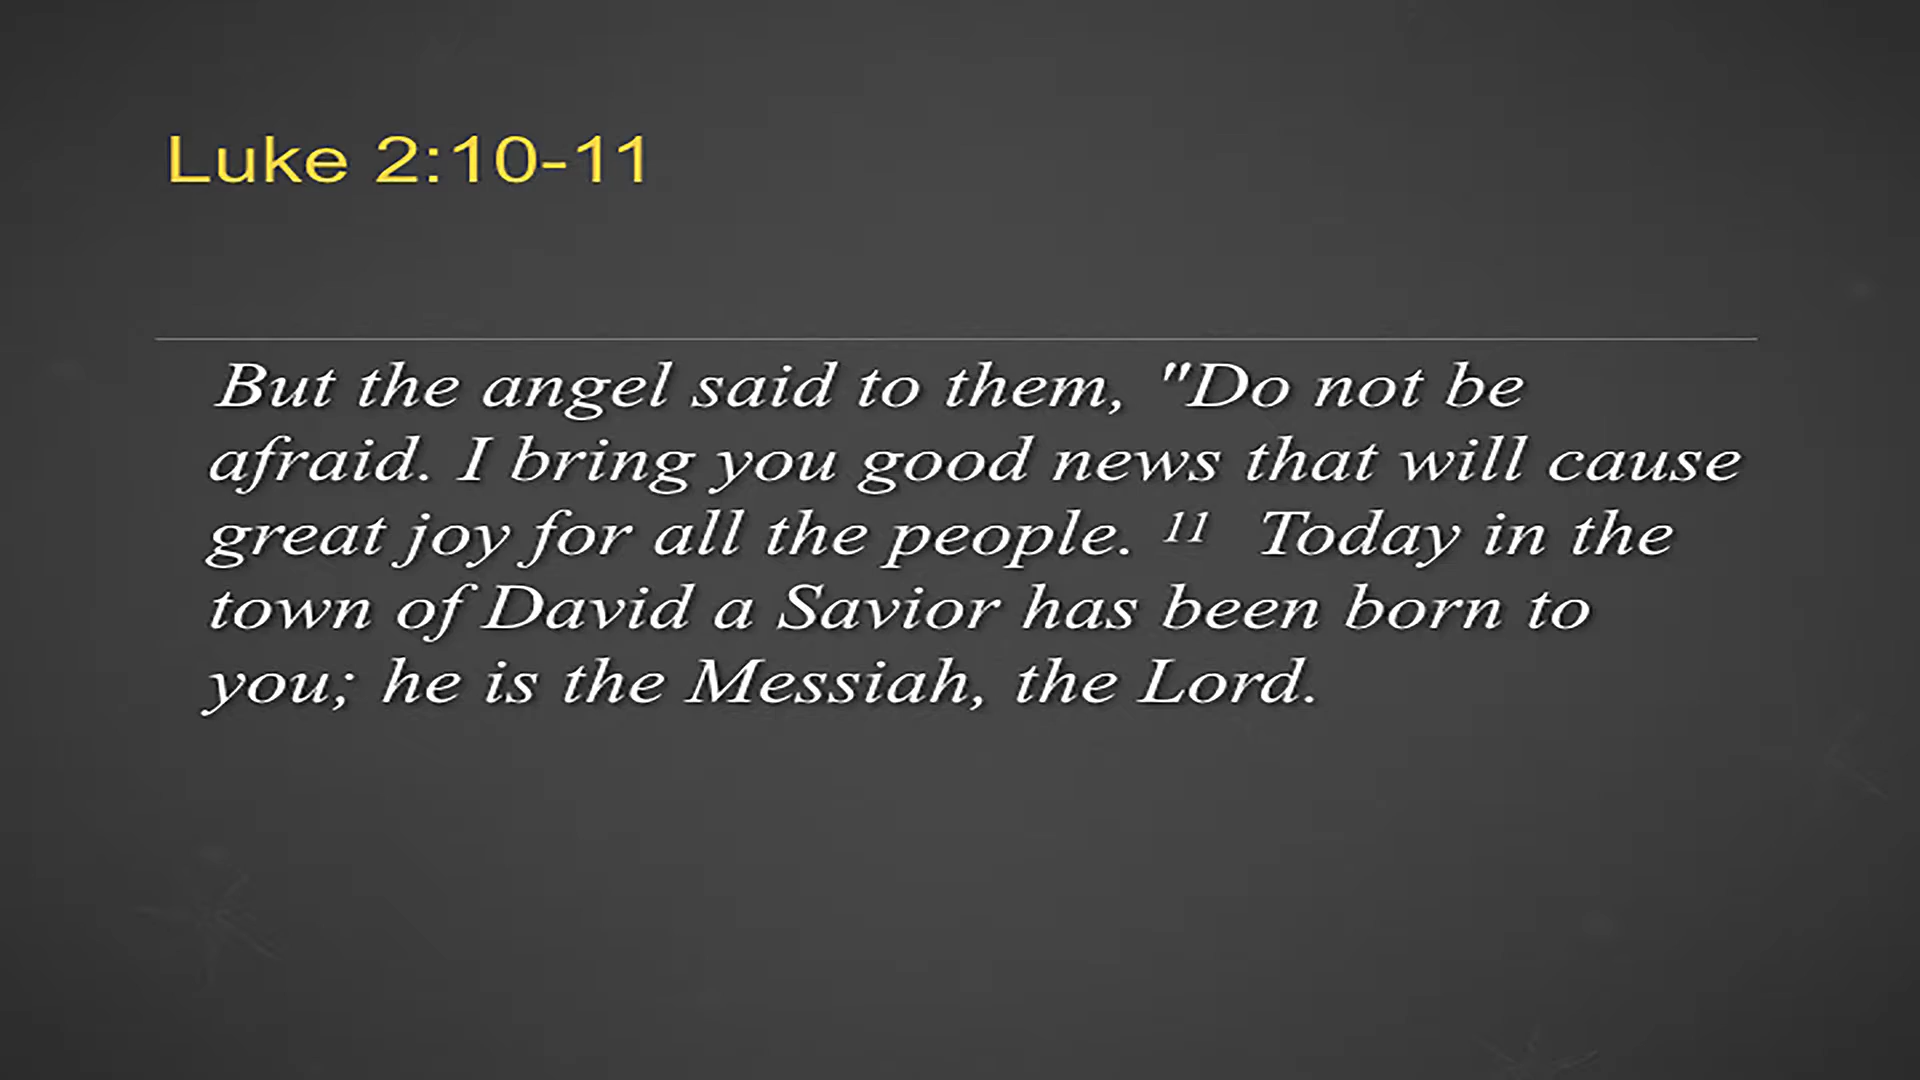 Luke 2:10-11
But the angel said to them, "Do not be
afraid. I bring you good news that will cause
great joy for all the people. 11 Today in the
town of David a Savior has been born to
you; he is the Messiah, the Lord.